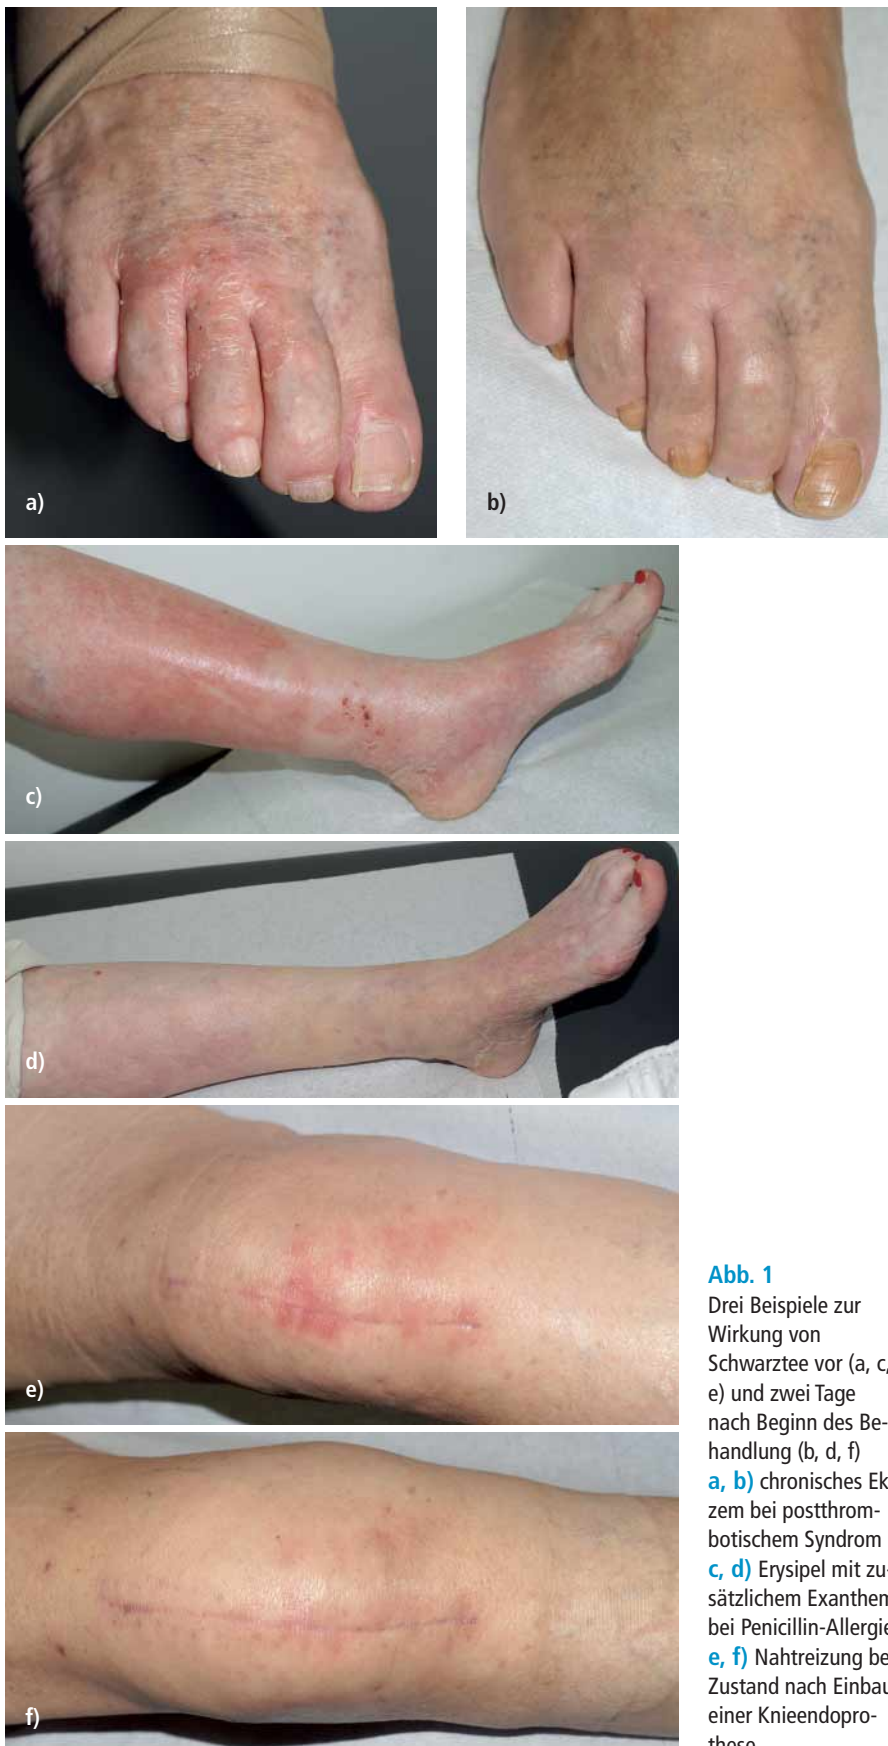 a)
b)
c)
d)
e)
f)
Abb. 1
Drei Beispiele zur
Wirkung von
Schwarztee vor (a, c,
e) und zwei Tage
nach Beginn des Be-
handlung (b, d, f)
a, b) chronisches Ek
zem bei postthrom-
botischem Syndrom
c, d) Erysipel mit zu-
sätzlichem Exanthem
bei Penicillin-Allergie
e, f) Nahtreizung be
Zustand nach Einbau
einer Knieendopro-
these